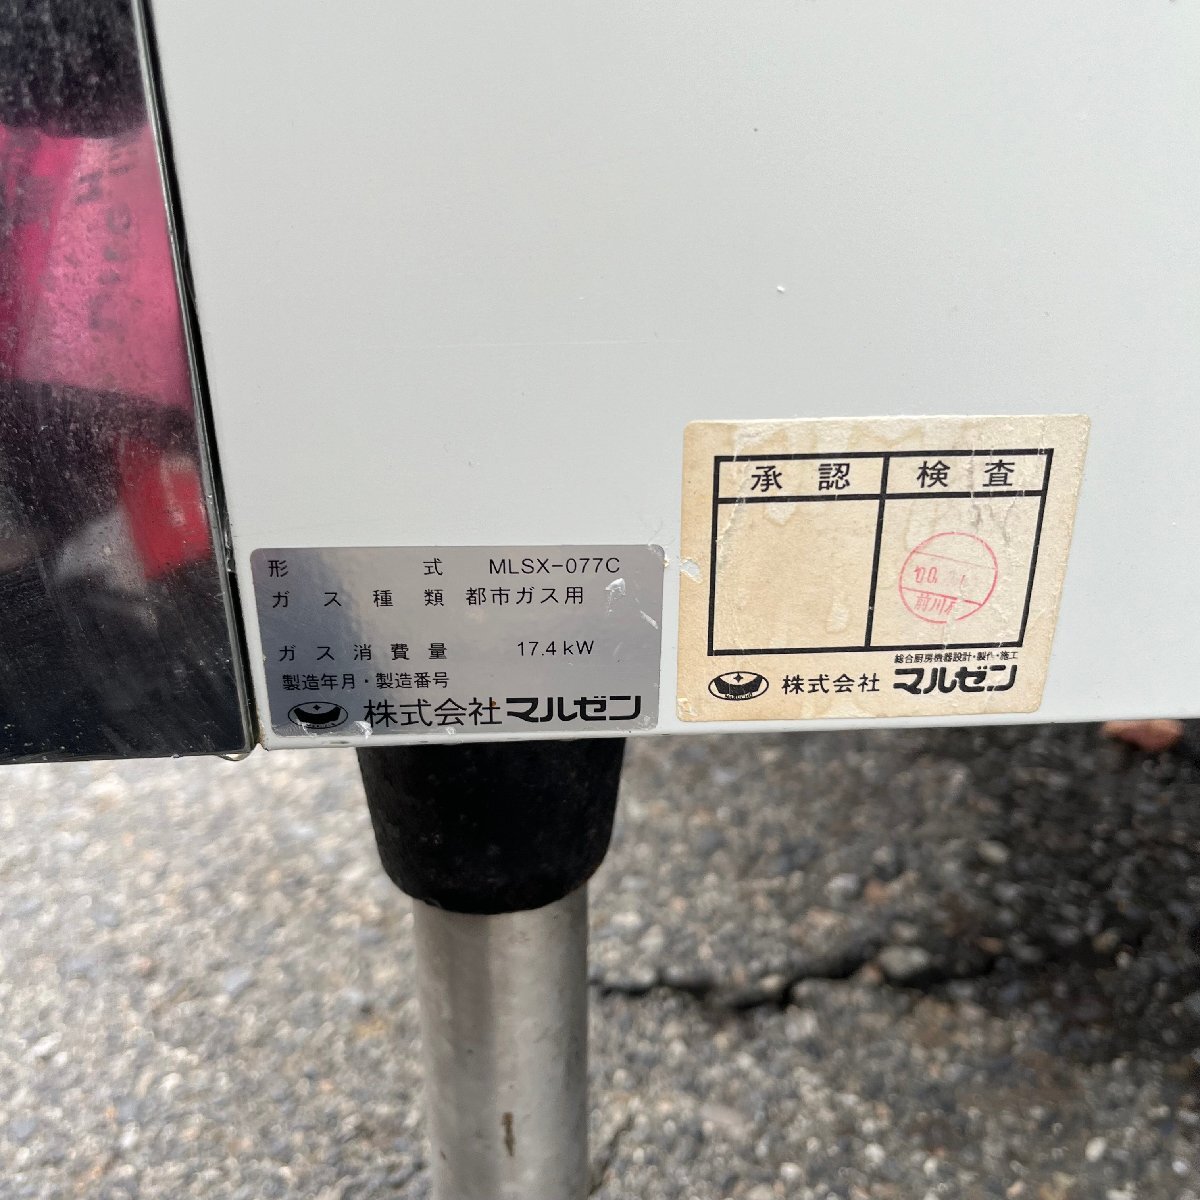 形 式 MLSX-077C
ガス種類 都市ガス用
ガス消費量 17.4kW
製造年月・製造番号
株式会社マルゼン
承認 検査
総合厨房機器設計・製作・施工
株式会社 マルゼン